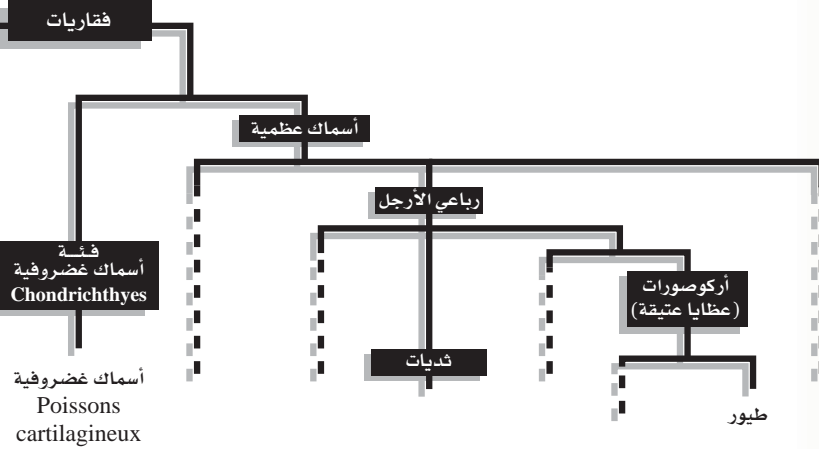 فقاريات
أسماك عظمية
رباعي الأرجل
فئة
أسماك غضروفية
Chondrichthyes
أركوصورات
(عظايا عتيقة)
ثديات
أسماك غضروفية
Poissons
cartilagineux
طيور